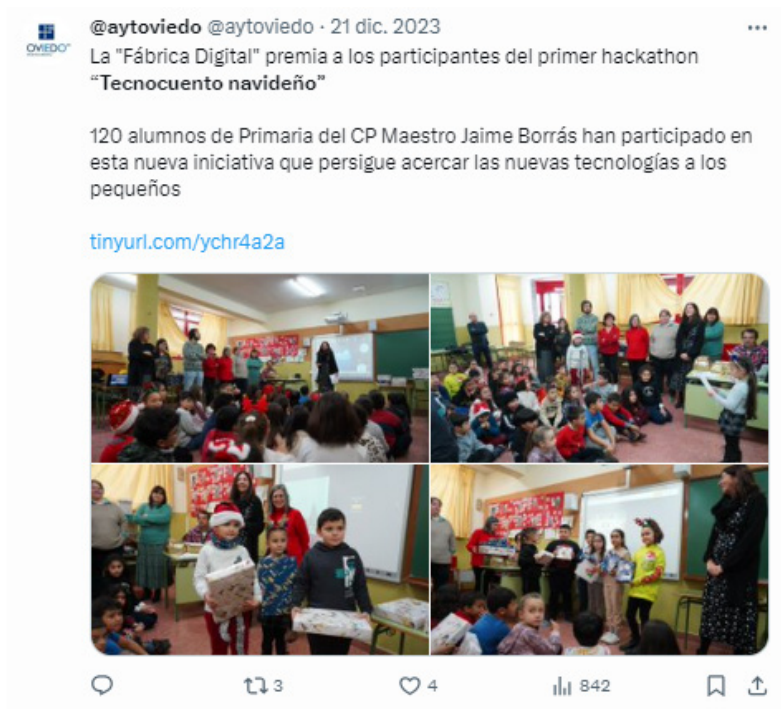 OVIEDO
@aytoviedo @aytoviedo · 21 dic. 2023
La "Fábrica Digital" premia a los participantes del primer hackathon
“Tecnocuento navideño”
120 alumnos de Primaria del CP Maestro Jaime Borrás han participado en
esta nueva iniciativa que persigue acercar las nuevas tecnologías a los
pequeños
tinyurl.com/ychr4a2a
3 4 842